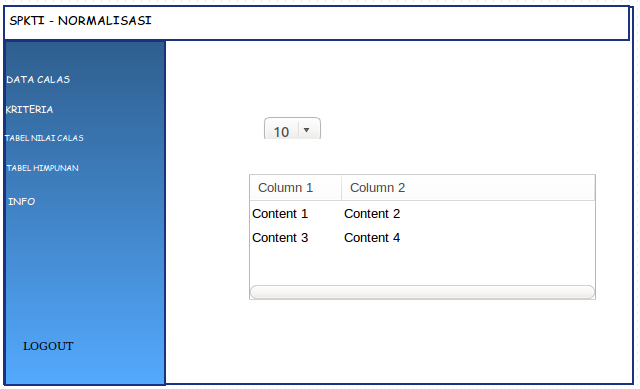 SPKTI - NORMALISASI
DATA CALAS
KRITERIA
TABEL NILAI CALAS
TABEL HIMPUNAN
INFO
LOGOUT
10
Column 1 Column 2
Content 1 Content 2
Content 3 Content 4